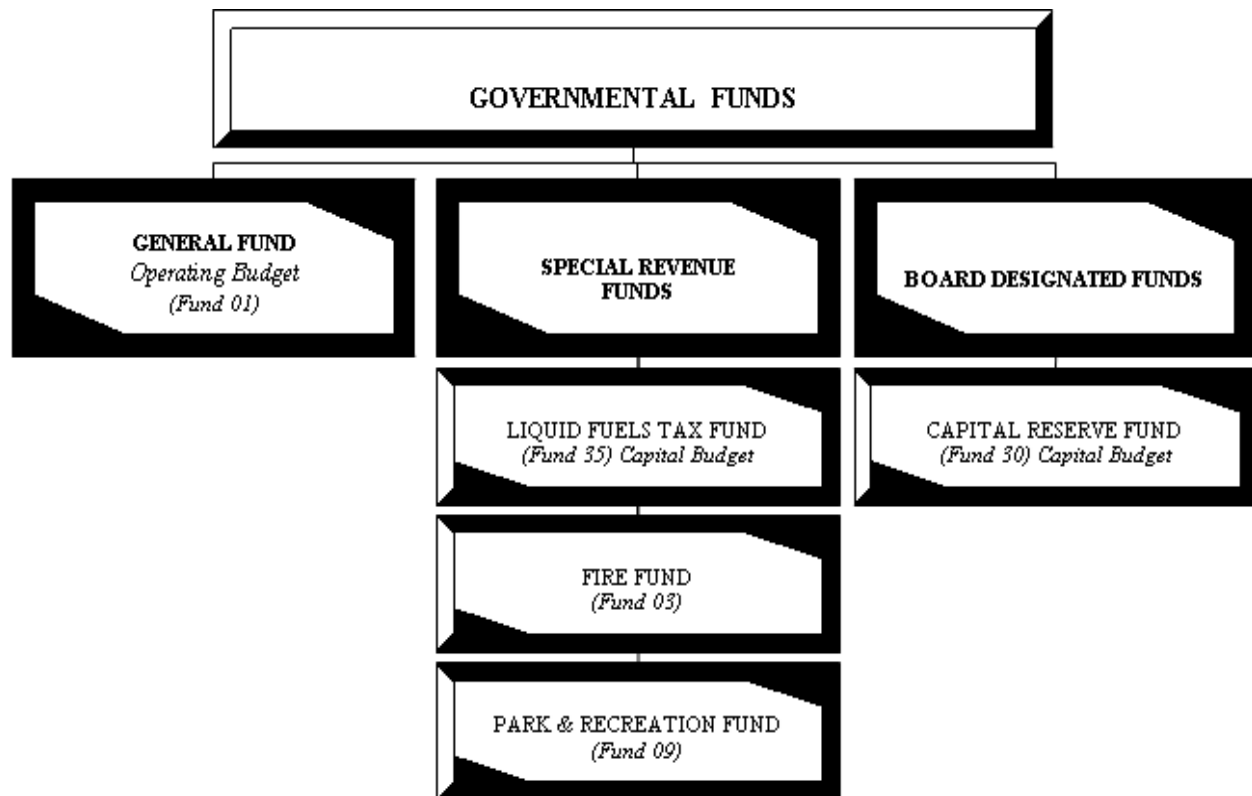 GOVERNMENTAL FUNDS
GENERAL FUND
Operating Budget
(Fund 01)
SPECIAL REVENUE
FUNDS
BOARD DESIGNATED FUNDS
LIQUID FUELS TAX FUND
(Fund 35) Capital Budget
CAPITAL RESERVE FUND
(Fund 30) Capital Budget
FIRE FUND
(Fund 03)
PARK & RECREATION FUND
(Fund 09)